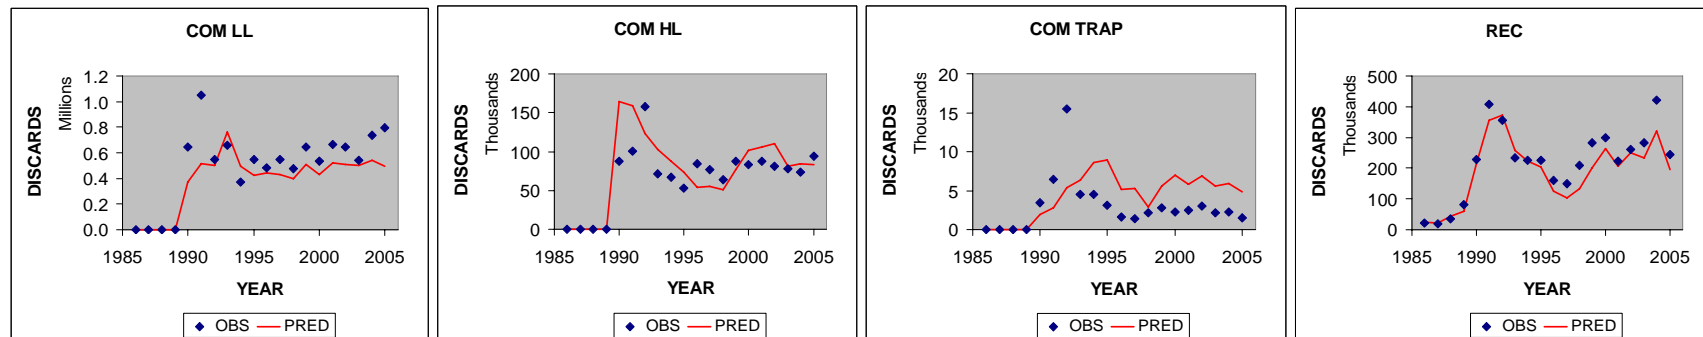 COM LL
DISCARDS
Millions
1.2
1.0
0.8
0.6
0.4
0.2
0.0
1985 1990 1995 2000 2005
YEAR
OBS PRED
COM HL
DISCARDS
Thousands
200
150
100
50
0
1985 1990 1995 2000 2005
YEAR
OBS PRED
COM TRAP
DISCARDS
Thousands
20
15
10
5
0
1985 1990 1995 2000 2005
YEAR
OBS PRED
REC
DISCARDS
Thousands
500
400
300
200
100
0
1985 1990 1995 2000 2005
YEAR
OBS PRED